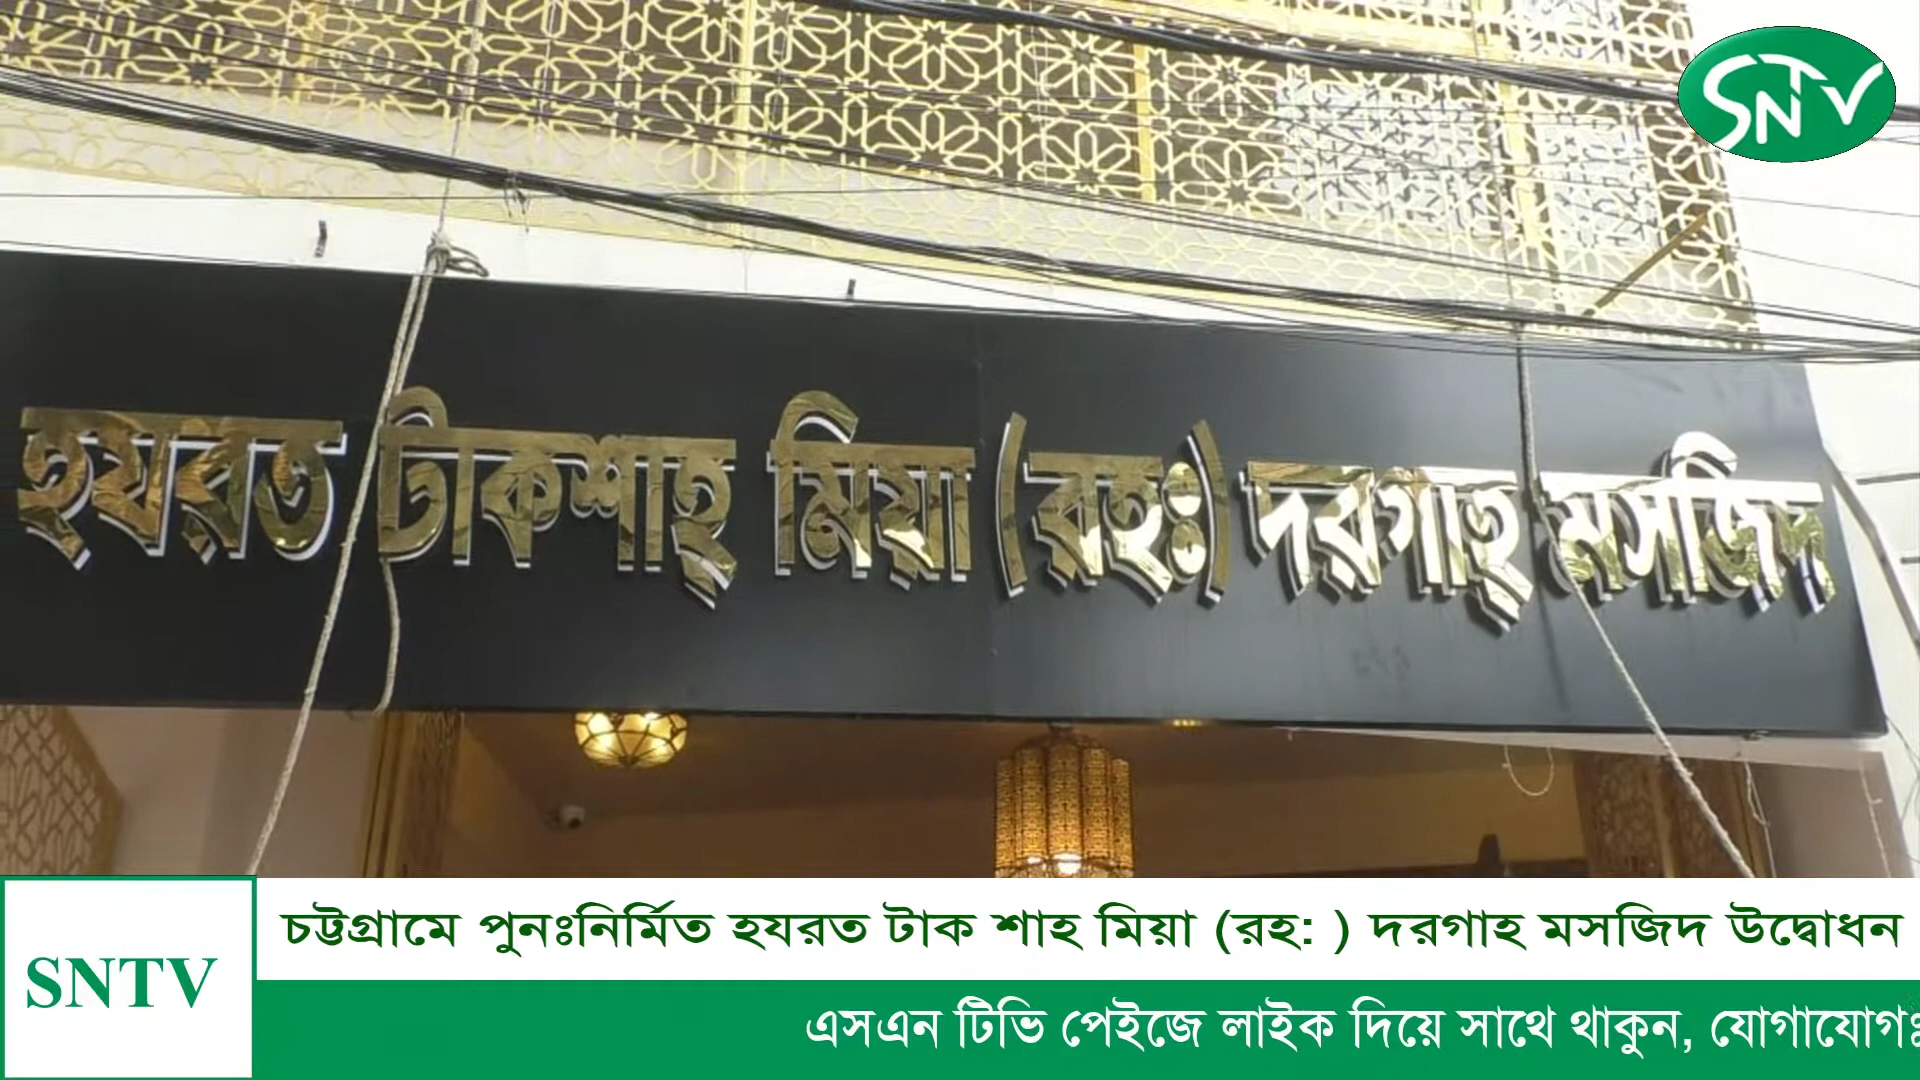 SNTV
হযরত টাকশাহ মিয়া (রহঃ) দরগাহ মসজিদ
চট্টগ্রামে পুনঃনির্মিত হযরত টাক শাহ মিয়া (রহ: ) দরগাহ মসজিদ উদ্বোধন
SNTV
এসএন টিভি পেইজে লাইক দিয়ে সাথে থাকুন, যোগাযোগঃ